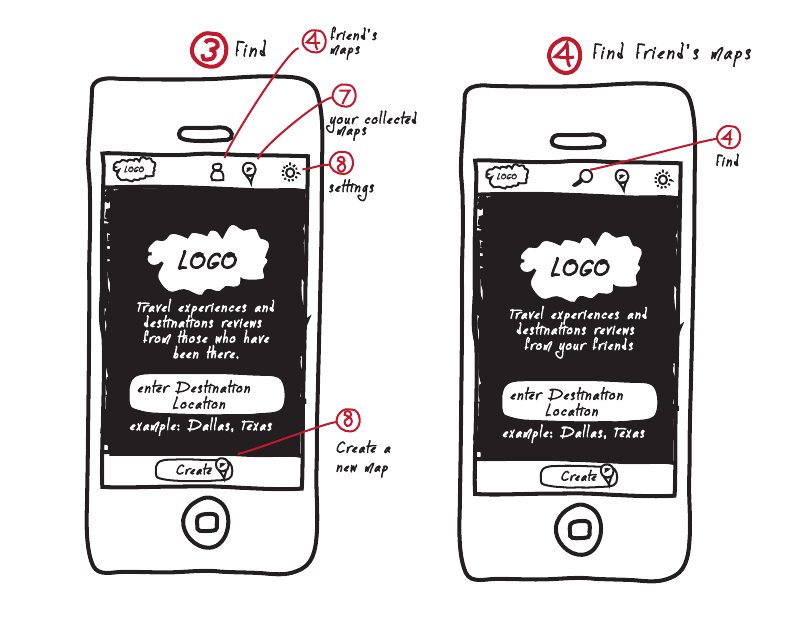 3 Find
4 friend's
maps
7
your collected
maps
8
settings
LOGO
LOGO
Travel experiences and
destinations reviews
from those who have
been there.
enter Destination
Location
example: Dallas, Texas
8
Create a
new map
Create
4 Find Friend's maps
4
Find
LOGO
LOGO
Travel experiences and
destinations reviews
from your friends
enter Destination
Location
example: Dallas, Texas
Create